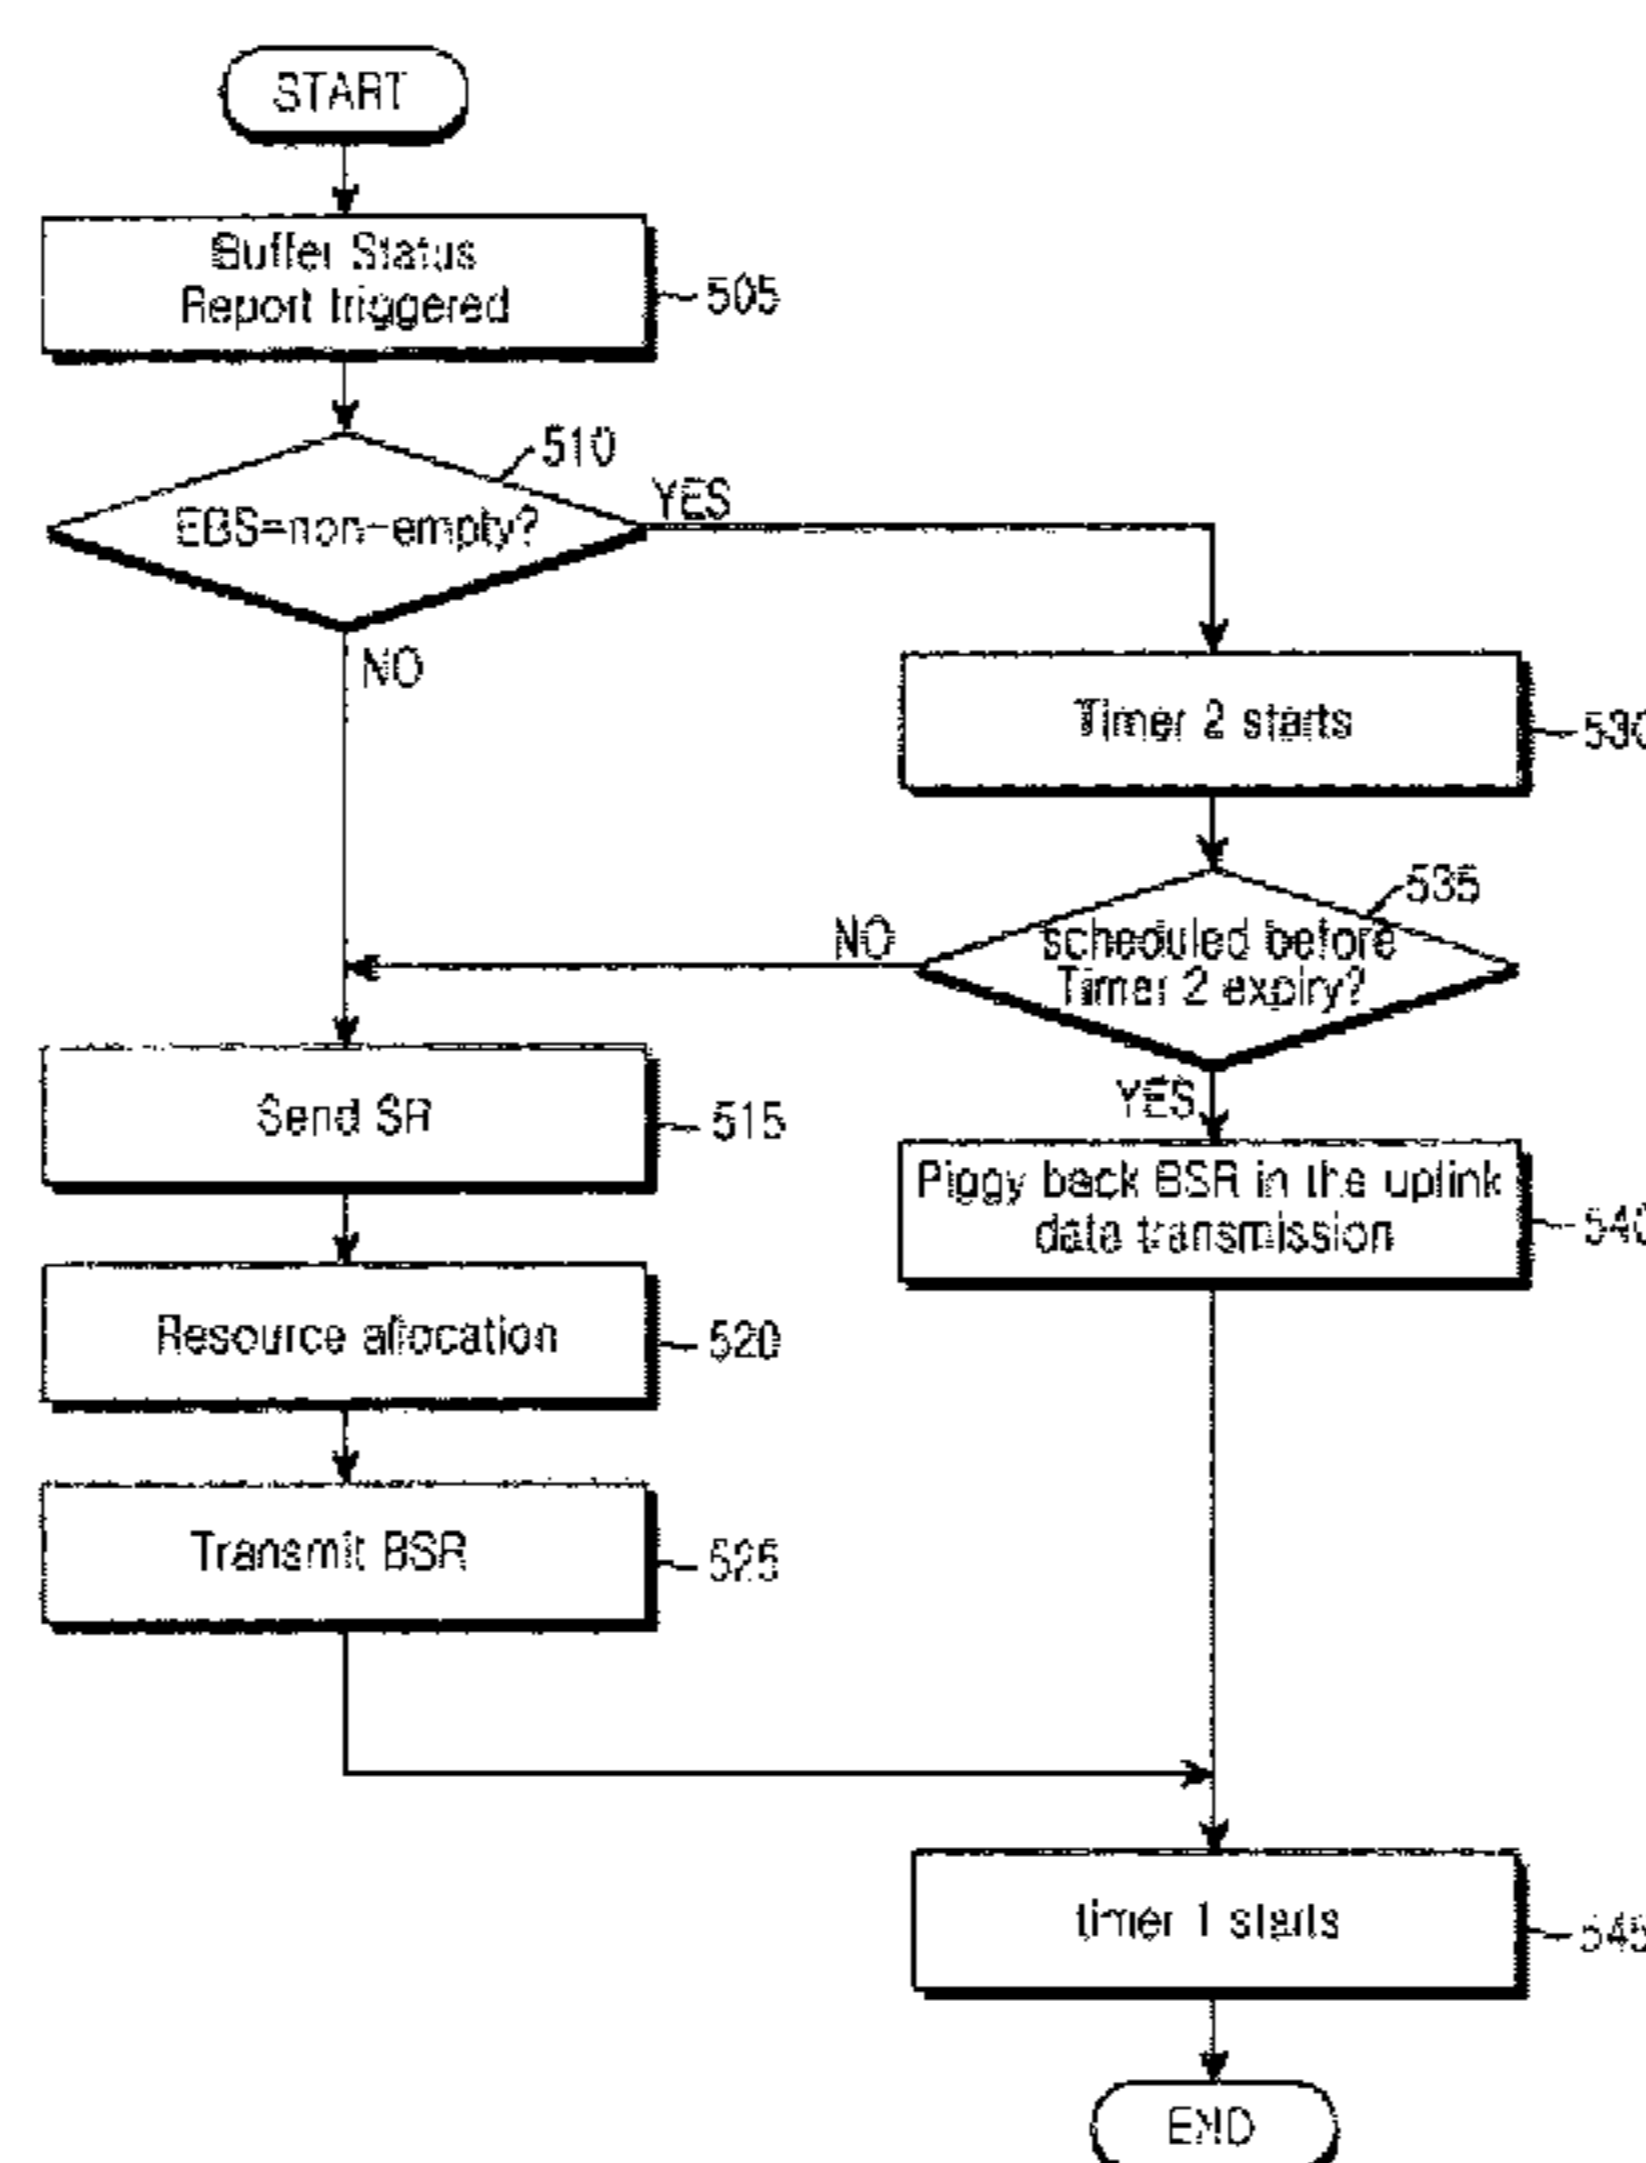 START
Buffer Status
Report triggered
505
510
EBS=non-empty?
YES
NO
Timer 2 starts
530
535
scheduled before
Timer 2 expiry?
NO
YES
Send SR
515
Piggy back BSR in the uplink
data transmission
540
Resource allocation
520
Transmit BSR
525
timer 1 starts
545
END